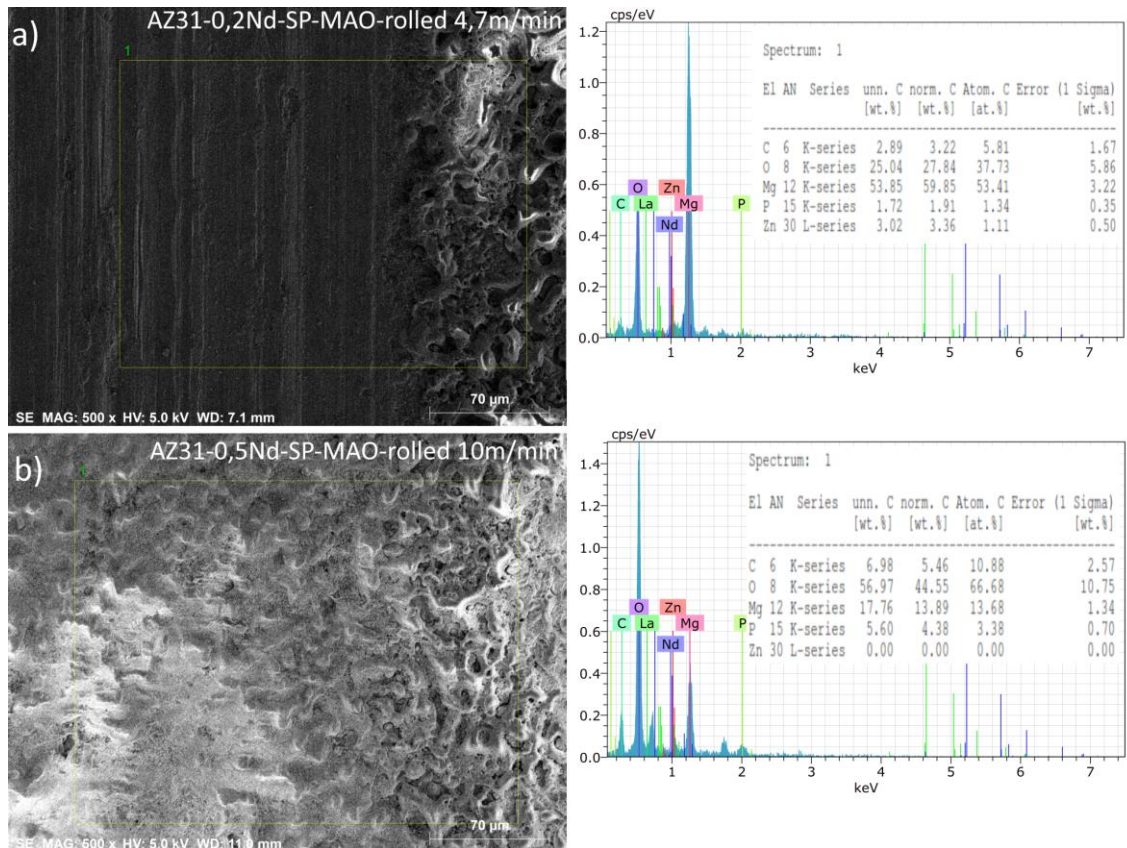 a)
AZ31-0,2Nd-SP-MAO-rolled 4,7m/min
1
70 µm
SE MAG: 500 x HV: 5.0 kV WD: 7.1 mm
cps/eV
1.2
1.0
0.8
0.6
0.4
0.2
0.0
C O La Nd Zn Mg P
1 2 3 4 5 6 7
keV
Spectrum: 1
El AN Series unn. C norm. C Atom. C Error (1 Sigma)
[wt.%] [wt.%] [at.%] [wt.%]
C 6 K-series 2.89 3.22 5.81 1.67
O 8 K-series 25.04 27.84 37.73 5.86
Mg 12 K-series 53.85 59.85 53.41 3.22
P 15 K-series 1.72 1.91 1.34 0.35
Zn 30 L-series 3.02 3.36 1.11 0.50
b)
AZ31-0,5Nd-SP-MAO-rolled 10m/min
70 µm
SE MAG: 500 x HV: 5.0 kV WD: 11.0 mm
cps/eV
1.4
1.2
1.0
0.8
0.6
0.4
0.2
0.0
C O La Nd Zn Mg P
1 2 3 4 5 6 7
keV
Spectrum: 1
El AN Series unn. C norm. C Atom. C Error (1 Sigma)
[wt.%] [wt.%] [at.%] [wt.%]
C 6 K-series 6.98 5.46 10.88 2.57
O 8 K-series 56.97 44.55 66.68 10.75
Mg 12 K-series 17.76 13.89 13.68 1.34
P 15 K-series 5.60 4.38 3.38 0.70
Zn 30 L-series 0.00 0.00 0.00 0.00